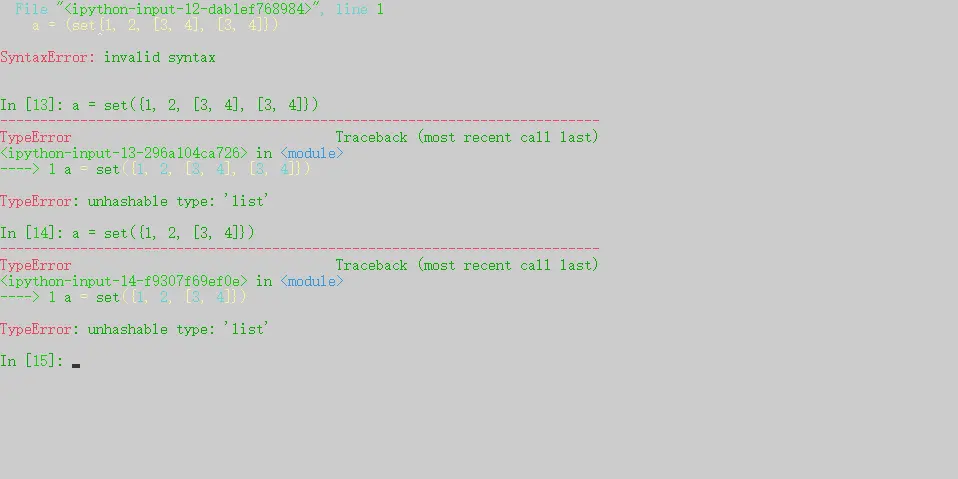 File "<ipython-input-12-dab1ef768984>", line 1
a = (set{1, 2, [3, 4], [3, 4]})
^
SyntaxError: invalid syntax
In [13]: a = set({1, 2, [3, 4], [3, 4]})
---------------------------------------------------------------------------
TypeError                                 Traceback (most recent call last)
<ipython-input-13-296a104ca726> in <module>
----> 1 a = set({1, 2, [3, 4], [3, 4]})
TypeError: unhashable type: 'list'
In [14]: a = set({1, 2, [3, 4]})
---------------------------------------------------------------------------
TypeError                                 Traceback (most recent call last)
<ipython-input-14-f9307f69ef0e> in <module>
----> 1 a = set({1, 2, [3, 4]})
TypeError: unhashable type: 'list'
In [15]: